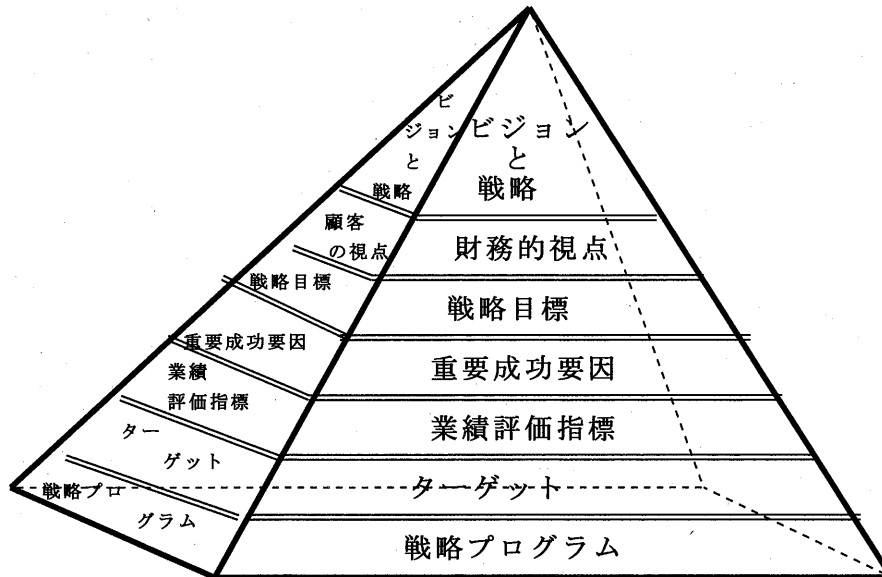 ビ
ジョン
と
戦略
顧客
の視点
戦略目標
重要成功要因
業績
評価指標
ター
ゲット
戦略プロ
グラム
ビジョン
と
戦略
財務的視点
戦略目標
重要成功要因
業績評価指標
ターゲット
戦略プログラム